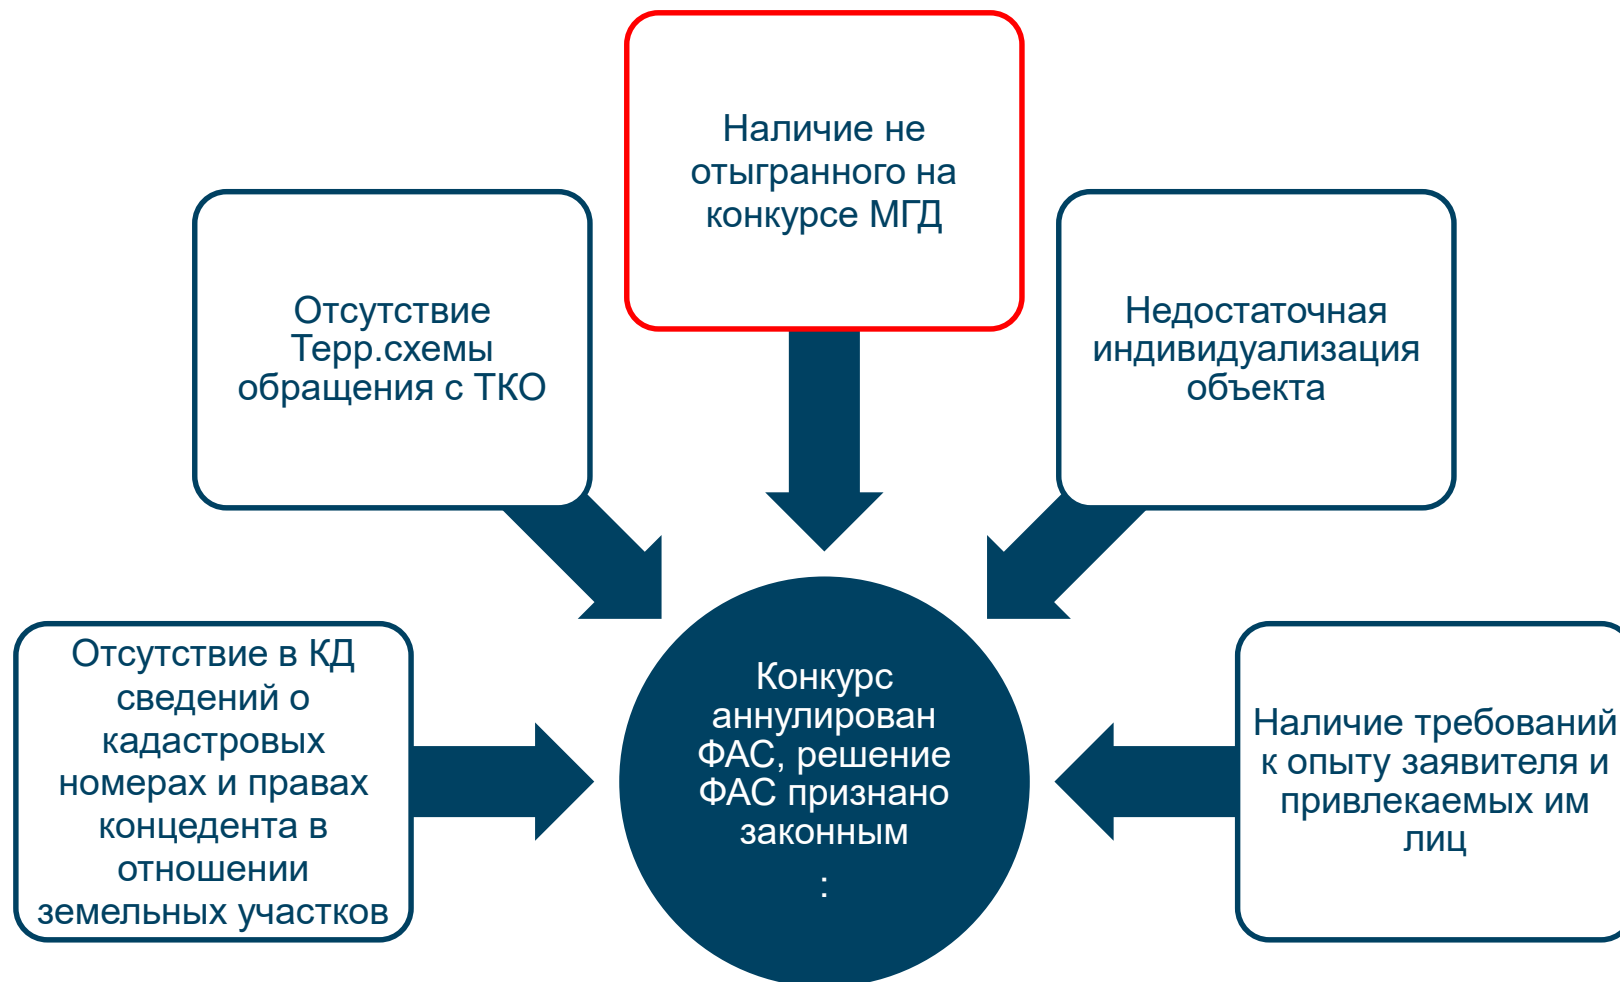 Наличие не
отыгранного на
конкурсе МГД
Отсутствие
Терр.схемы
обращения с ТКО
Недостаточная
индивидуализация
объекта
Отсутствие в КД
сведений о
кадастровых
номерах и правах
концедента в
отношении
земельных участков
Конкурс
аннулирован
ФАС, решение
ФАС признано
законным
:
Наличие требований
к опыту заявителя и
привлекаемых им
лиц